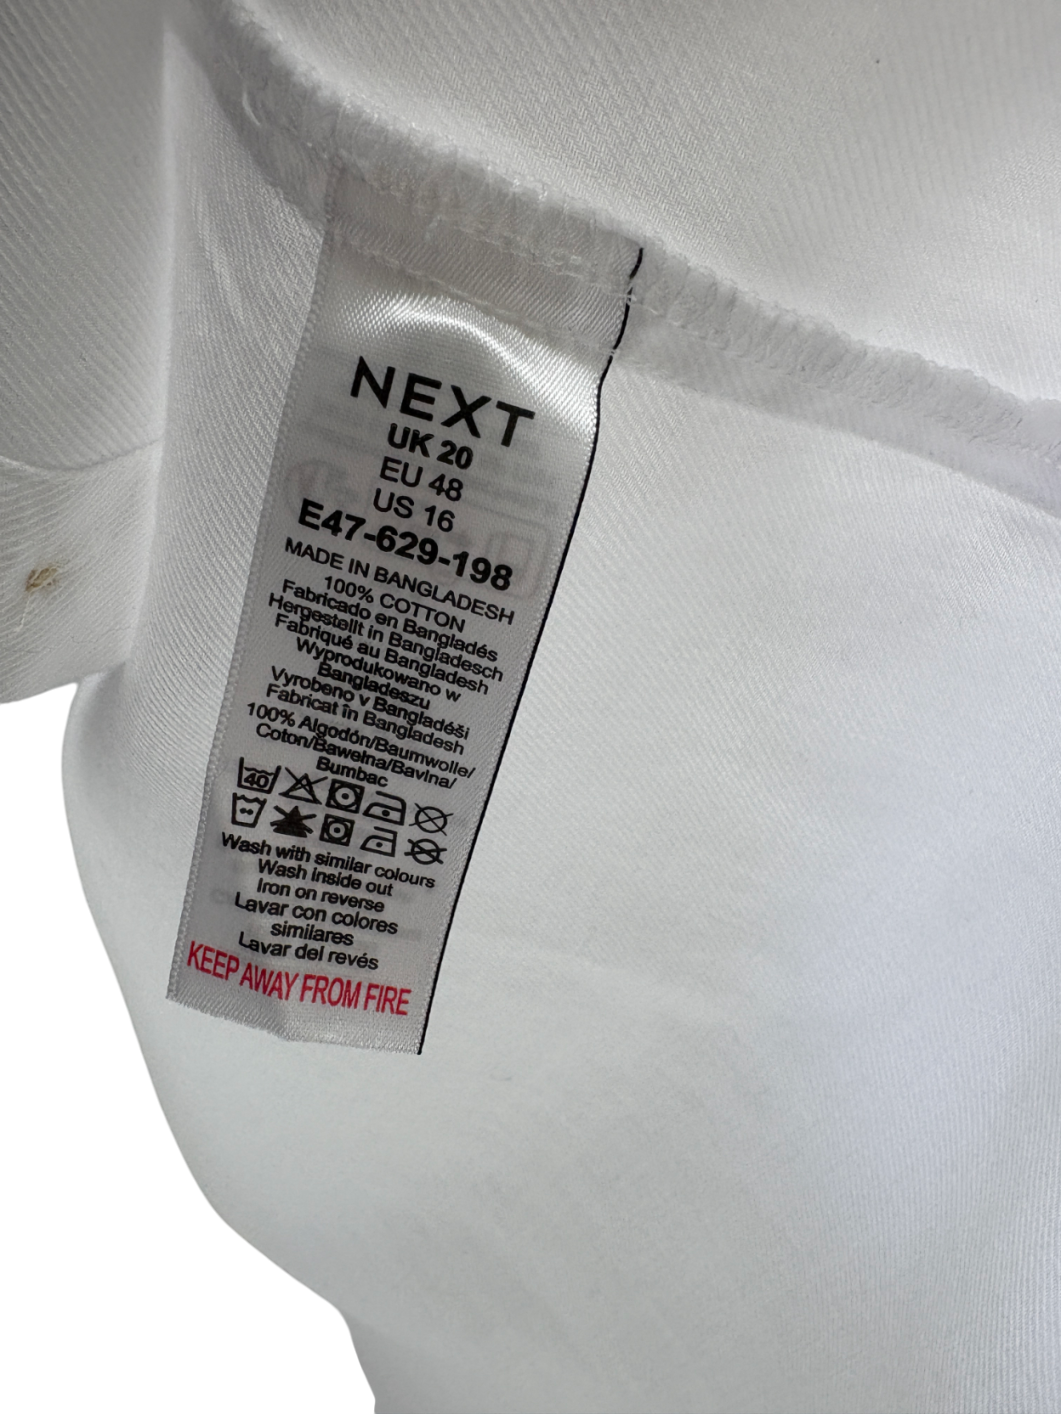 NEXT
UK 20
EU 48
US 16
E47-629-198
MADE IN BANGLADESH
100% COTTON
Fabricado en Bangladés
Hergestellt in Bangladesch
Fabriqué au Bangladesh
Wyprodukowano w
Bangladeszu
Vyrobeno v Bangladéši
Fabricat în Bangladesh
100% Algodón/Baumwolle/
Coton/Bawełna/Bavlna/
Bumbac
40
Wash with similar colours
Wash inside out
Iron on reverse
Lavar con colores
similares
Lavar del revés
KEEP AWAY FROM FIRE